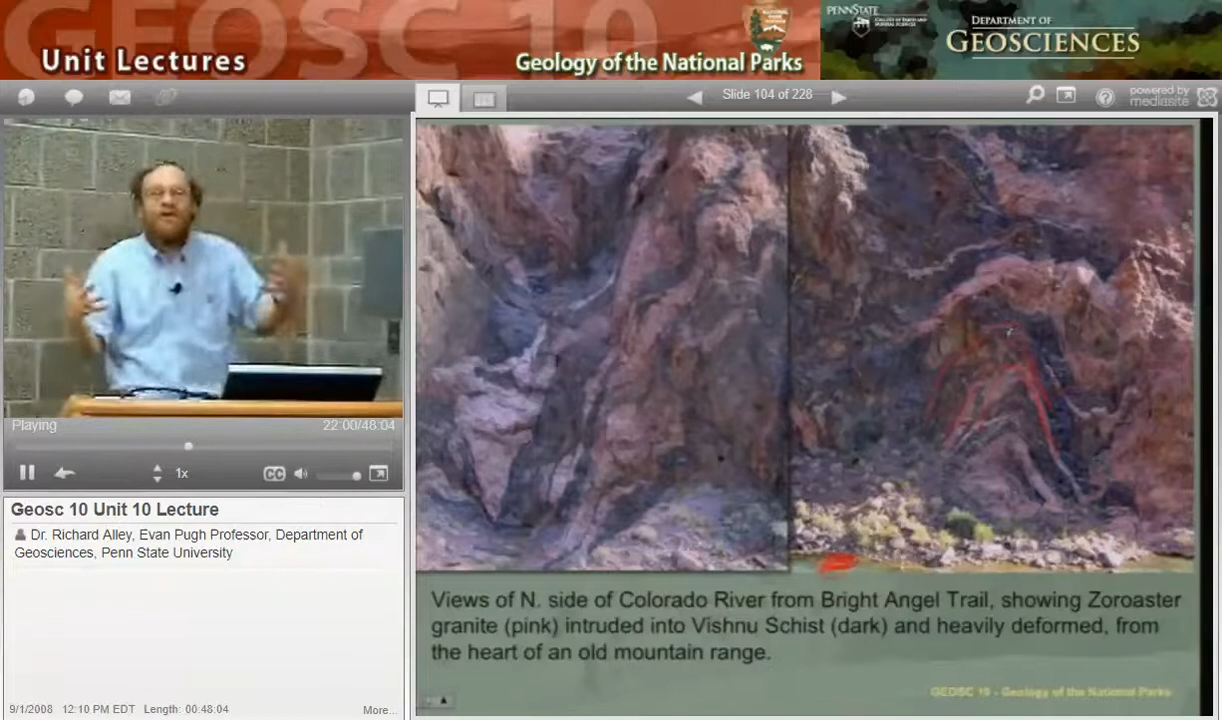 GEOSC 10
Unit Lectures
Geology of the National Parks
PENNSTATE
DEPARTMENT OF
GEOSCIENCES
Slide 104 of 228
powered by
mediasite
Playing
22:00/48:04
1x
CC
Geosc 10 Unit 10 Lecture
Dr. Richard Alley, Evan Pugh Professor, Department of
Geosciences, Penn State University
9/1/2008 12:10 PM EDT Length: 00:48:04
More...
Views of N. side of Colorado River from Bright Angel Trail, showing Zoroaster
granite (pink) intruded into Vishnu Schist (dark) and heavily deformed, from
the heart of an old mountain range.
GEOSC 10 - Geology of the National Parks